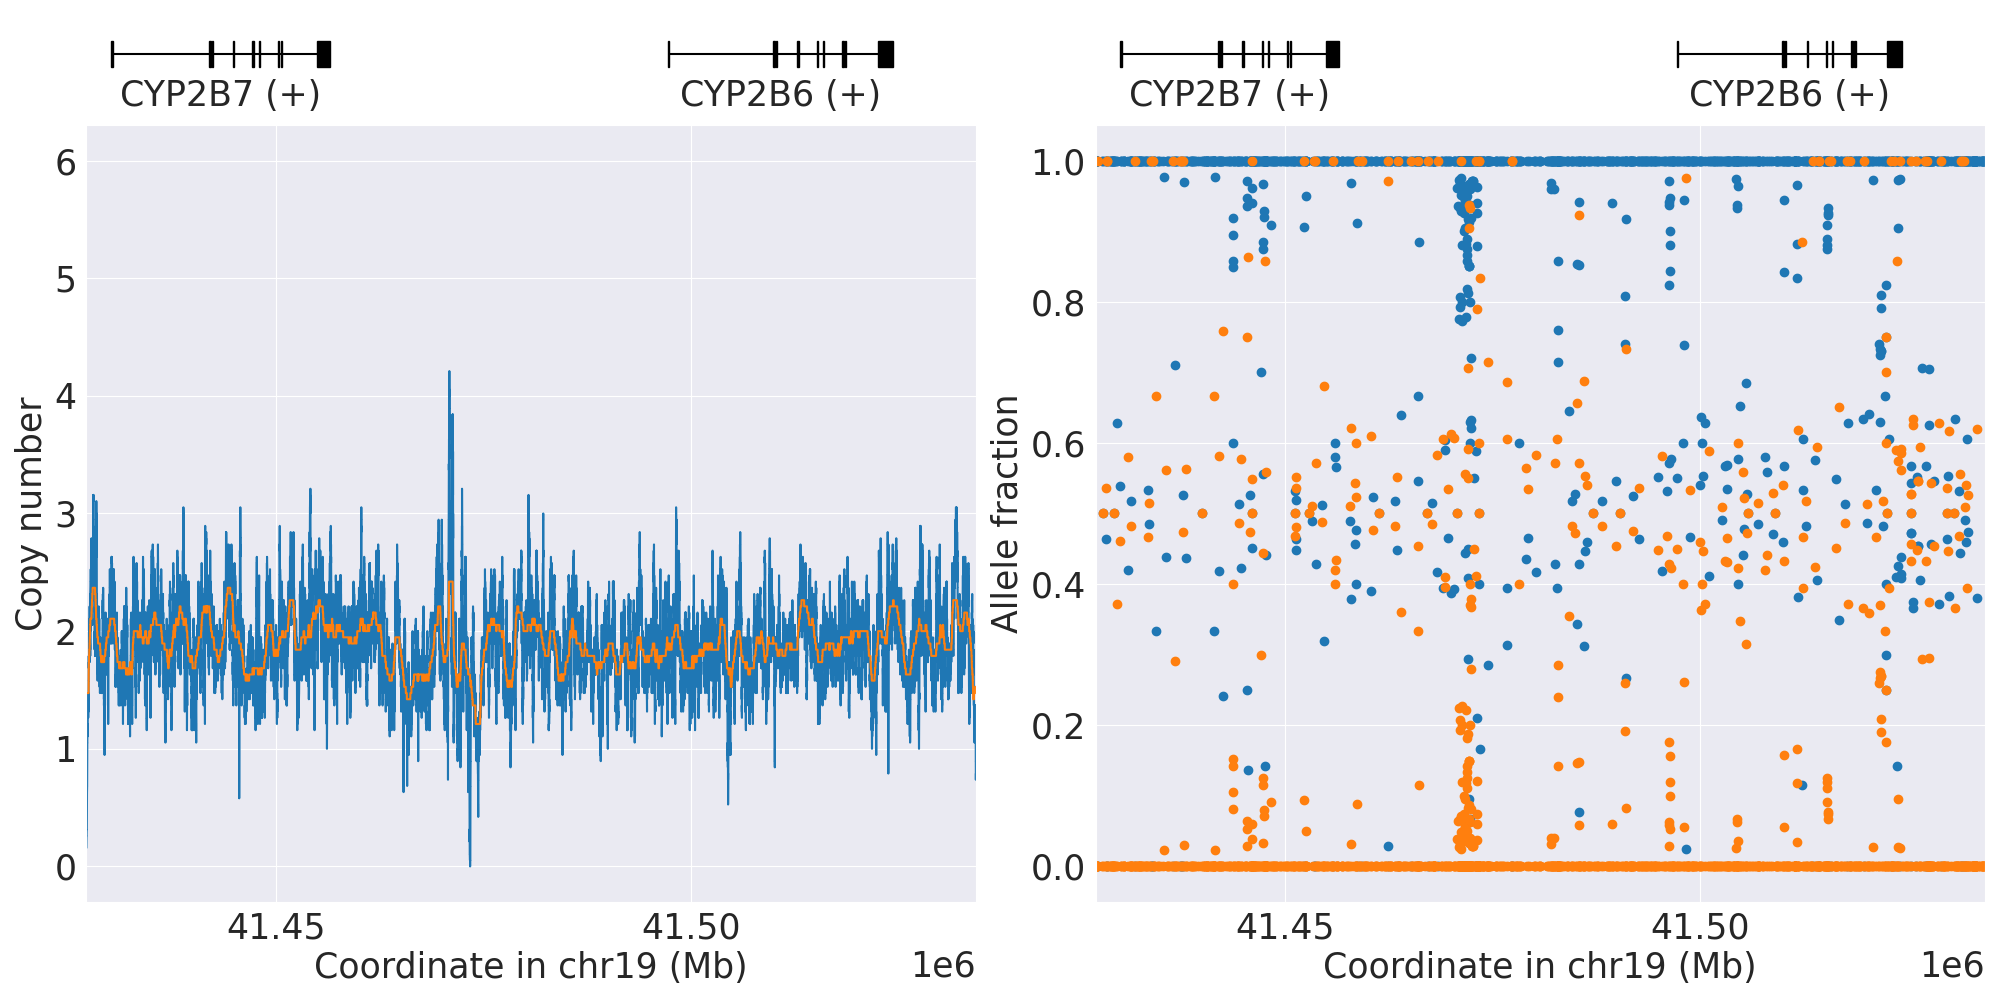 CYP2B7 (+)
CYP2B6 (+)
CYP2B7 (+)
CYP2B6 (+)
Copy number
6
5
4
3
2
1
0
41.45
41.50
Coordinate in chr19 (Mb)
1e6
Allele fraction
1.0
0.8
0.6
0.4
0.2
0.0
41.45
41.50
Coordinate in chr19 (Mb)
1e6